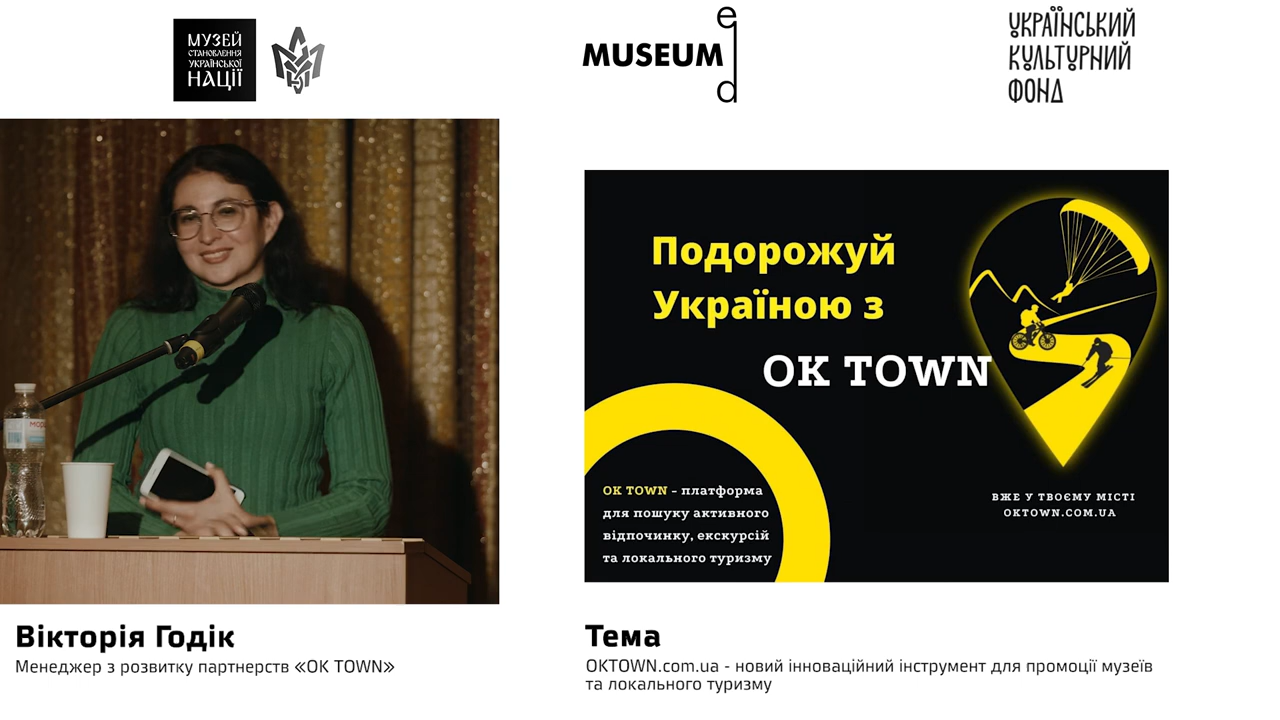 МУЗЕЙ
СТАНОВЛЕННЯ
УКРАЇНСЬКОЇ
НАЦІЇ
MUSEUM
ed
УКРАЇНСЬКИЙ
КУЛЬТУРНИЙ
ФОНД
Подорожуй
Україною з
OK TOWN
OK TOWN - платформа
для пошуку активного
відпочинку, екскурсій
та локального туризму
ВЖЕ У ТВОЄМУ МІСТІ
OKTOWN.COM.UA
Вікторія Годік
Менеджер з розвитку партнерств «OK TOWN»
Тема
OKTOWN.com.ua - новий інноваційний інструмент для промоції музеїв
та локального туризму